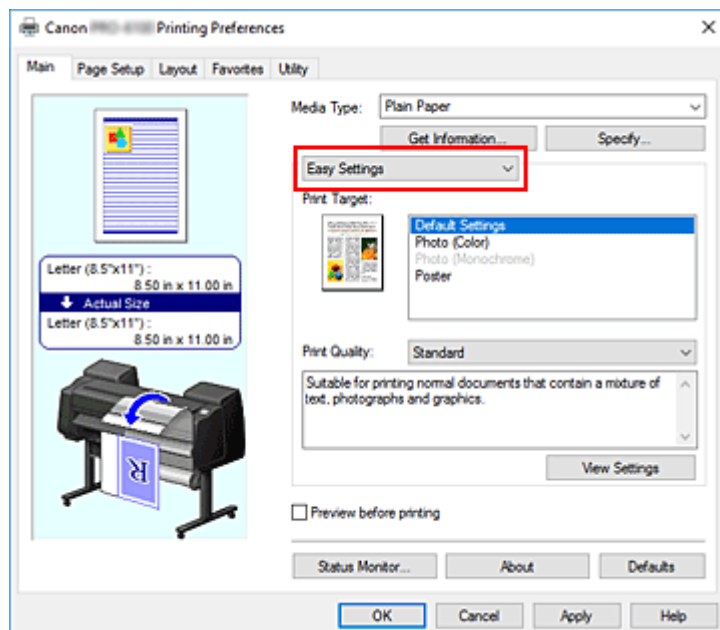 Canon Printing Preferences
Main
Page Setup
Layout
Favorites
Utility
Media Type:
Plain Paper
Get Information...
Specify...
Easy Settings
Print Target:
Default Settings
Photo (Color)
Photo (Monochrome)
Poster
Letter (8.5"x11") :
8.50 in x 11.00 in
Actual Size
Letter (8.5"x11") :
8.50 in x 11.00 in
R
Print Quality:
Standard
Suitable for printing normal documents that contain a mixture of
text, photographs and graphics.
View Settings
Preview before printing
Status Monitor...
About
Defaults
OK
Cancel
Apply
Help